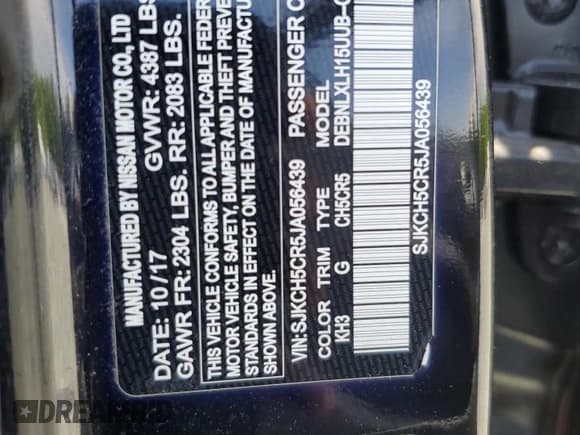 MANUFACTURED BY NISSAN MOTOR CO., LTD
DATE: 10/17 GVWR: 4387 LBS
GAWR FR: 2304 LBS. RR: 2083 LBS.
THIS VEHICLE CONFORMS TO ALL APPLICABLE FEDER
MOTOR VEHICLE SAFETY, BUMPER AND THEFT PREVE
STANDARDS IN EFFECT ON THE DATE OF MANUFACTU
SHOWN ABOVE.
VIN: SJKCH5CR5JA056439 PASSENGER C
COLOR TRIM TYPE MODEL
KH3 G CH5CR5 DEBNLXLH15UUB-C
SJKCH5CR5JA056439